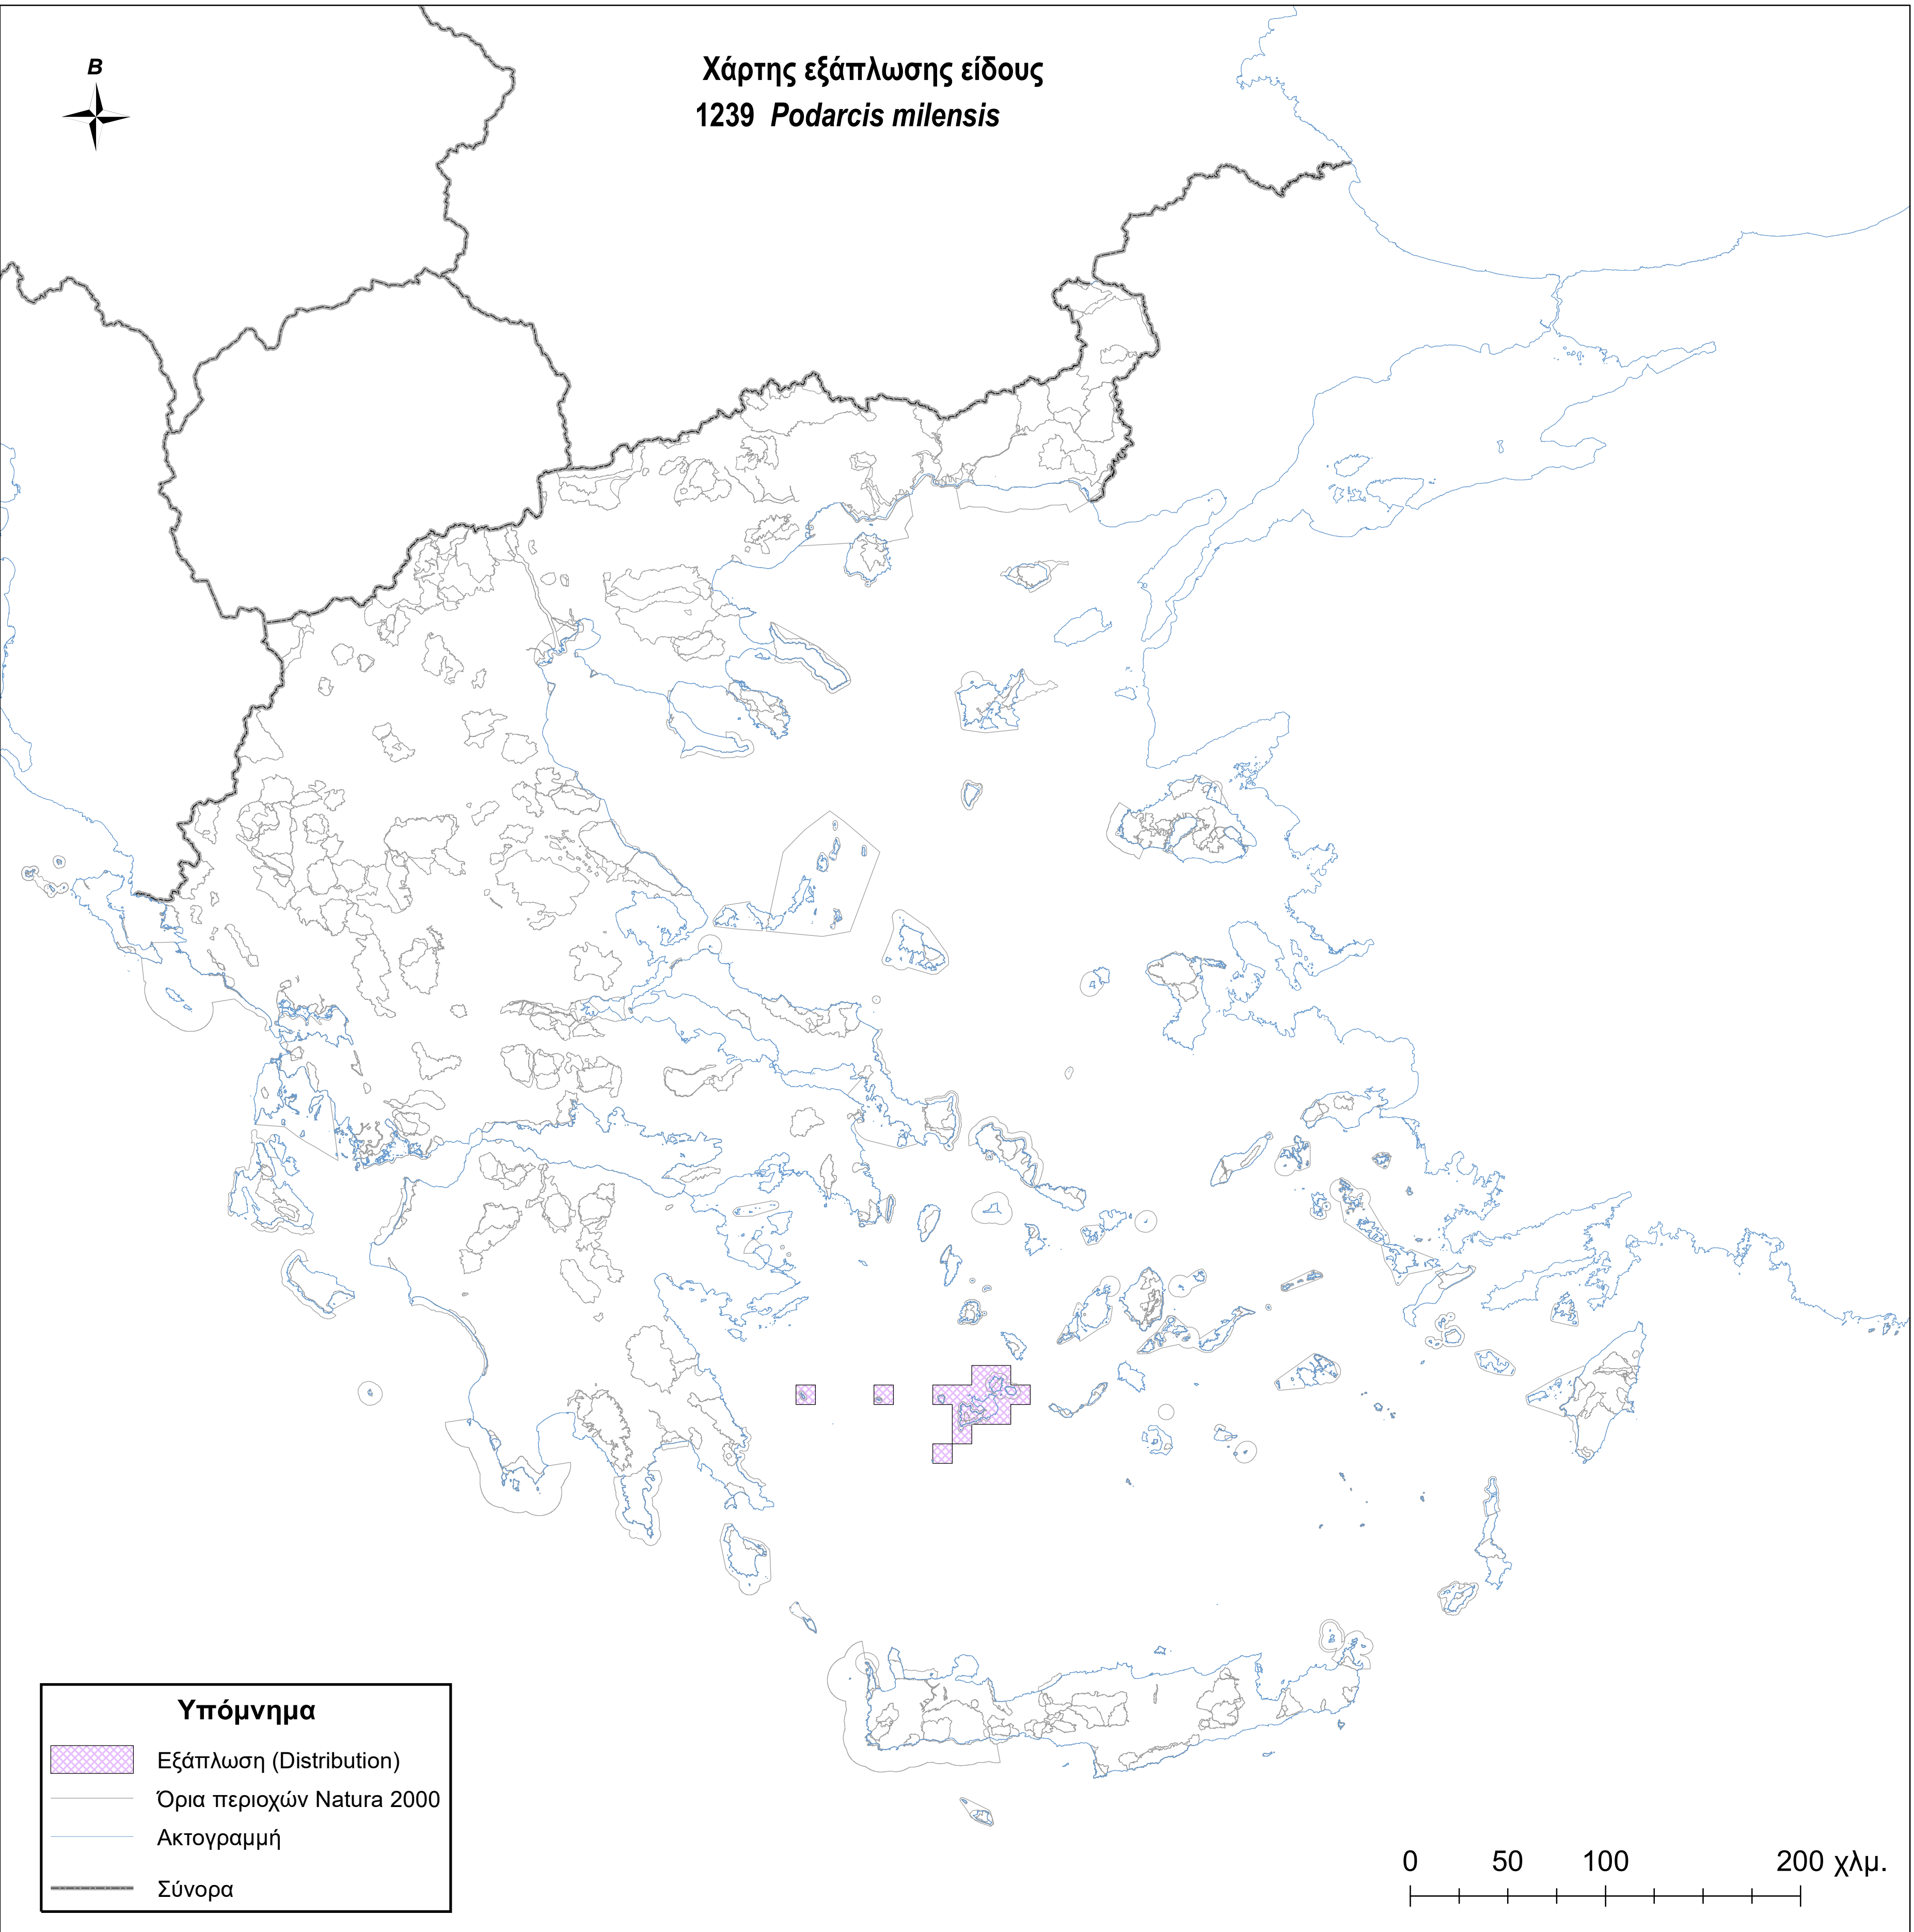 Β
Χάρτης εξάπλωσης είδους
1239 Podarcis milensis
Υπόμνημα
Εξάπλωση (Distribution)
Όρια περιοχών Natura 2000
Ακτογραμμή
Σύνορα
0 50 100 200 χλμ.